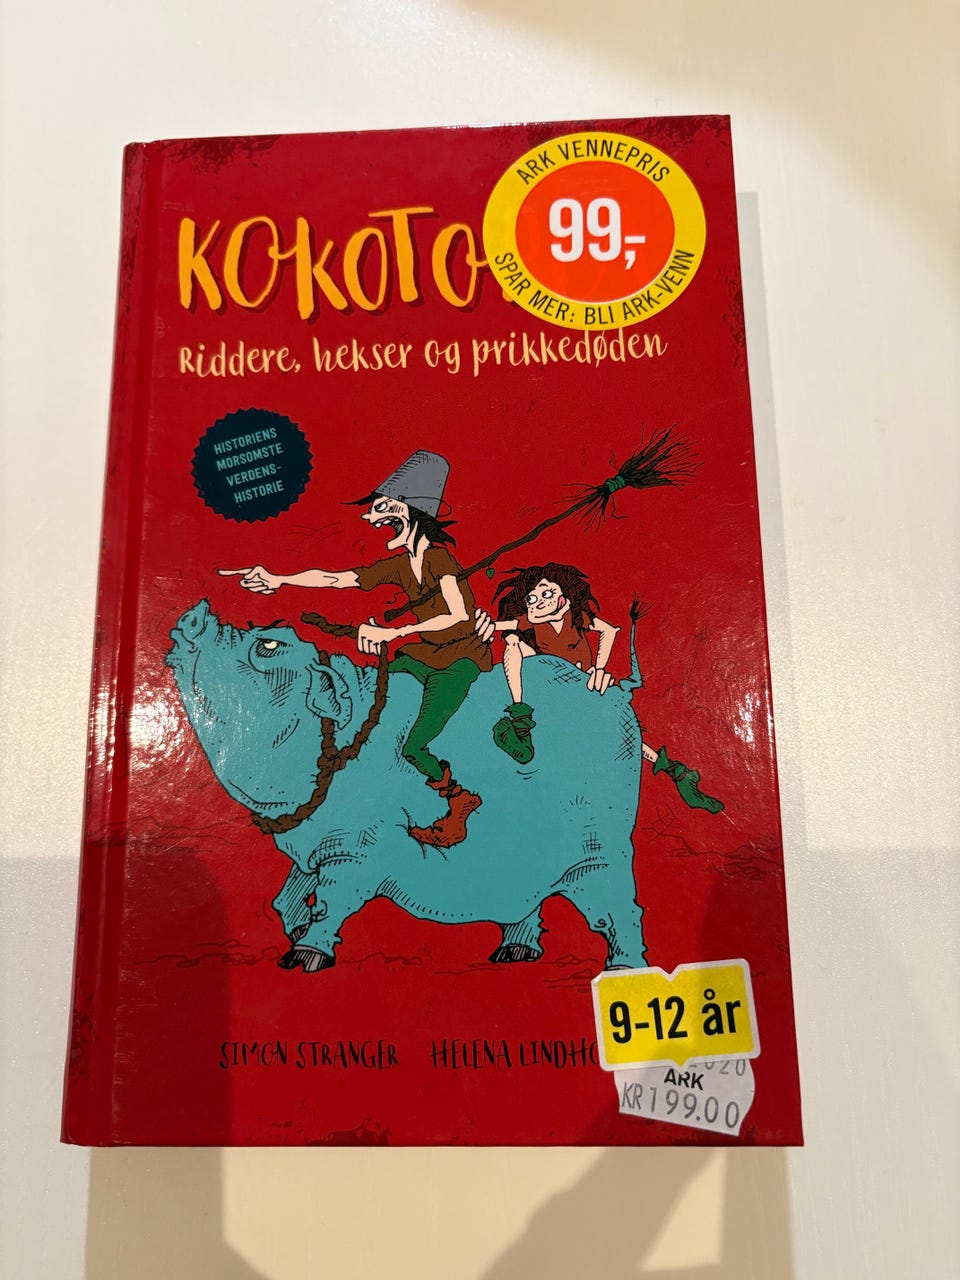 KOKOTO
ARK VENNEPRIS
99,-
SPAR MER: BLI ARK-VENN
Riddere, hekser og prikkedøden
HISTORIENS
MORSOMSTE
VERDENS-
HISTORIE
SIMON STRANGER HELENA
9-12 år
ARK
KR199.00